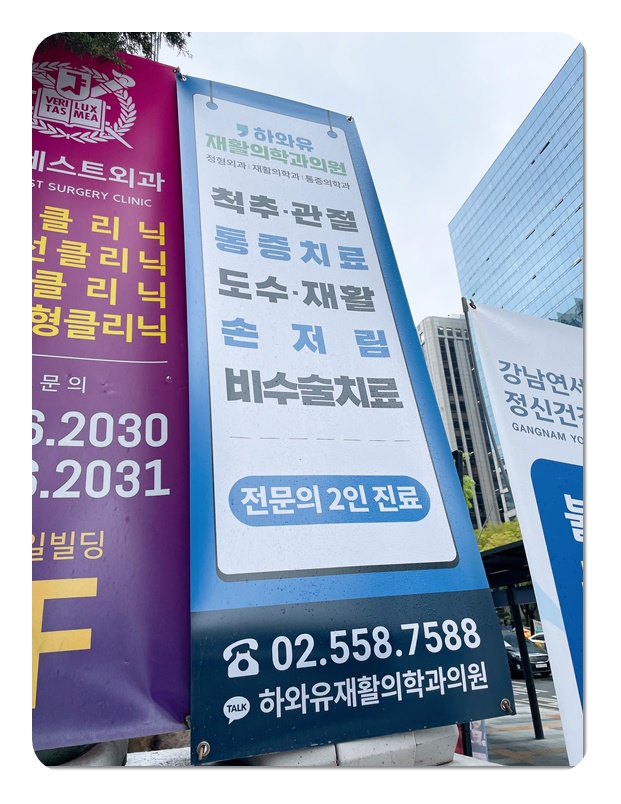 VERI LUX
TAS MEA
베스트외과
ST SURGERY CLINIC
클리닉
클리닉
클리닉
형클리닉
문의
6.2030
6.2031
일빌딩
F
하와유
재활의학과의원
정형외과 | 재활의학과 | 통증의학과
척추·관절
통증치료
도수·재활
손저림
비수술치료
전문의 2인 진료
02.558.7588
TALK 하와유재활의학과의원
강남연세
정신건강
GANGNAM YO